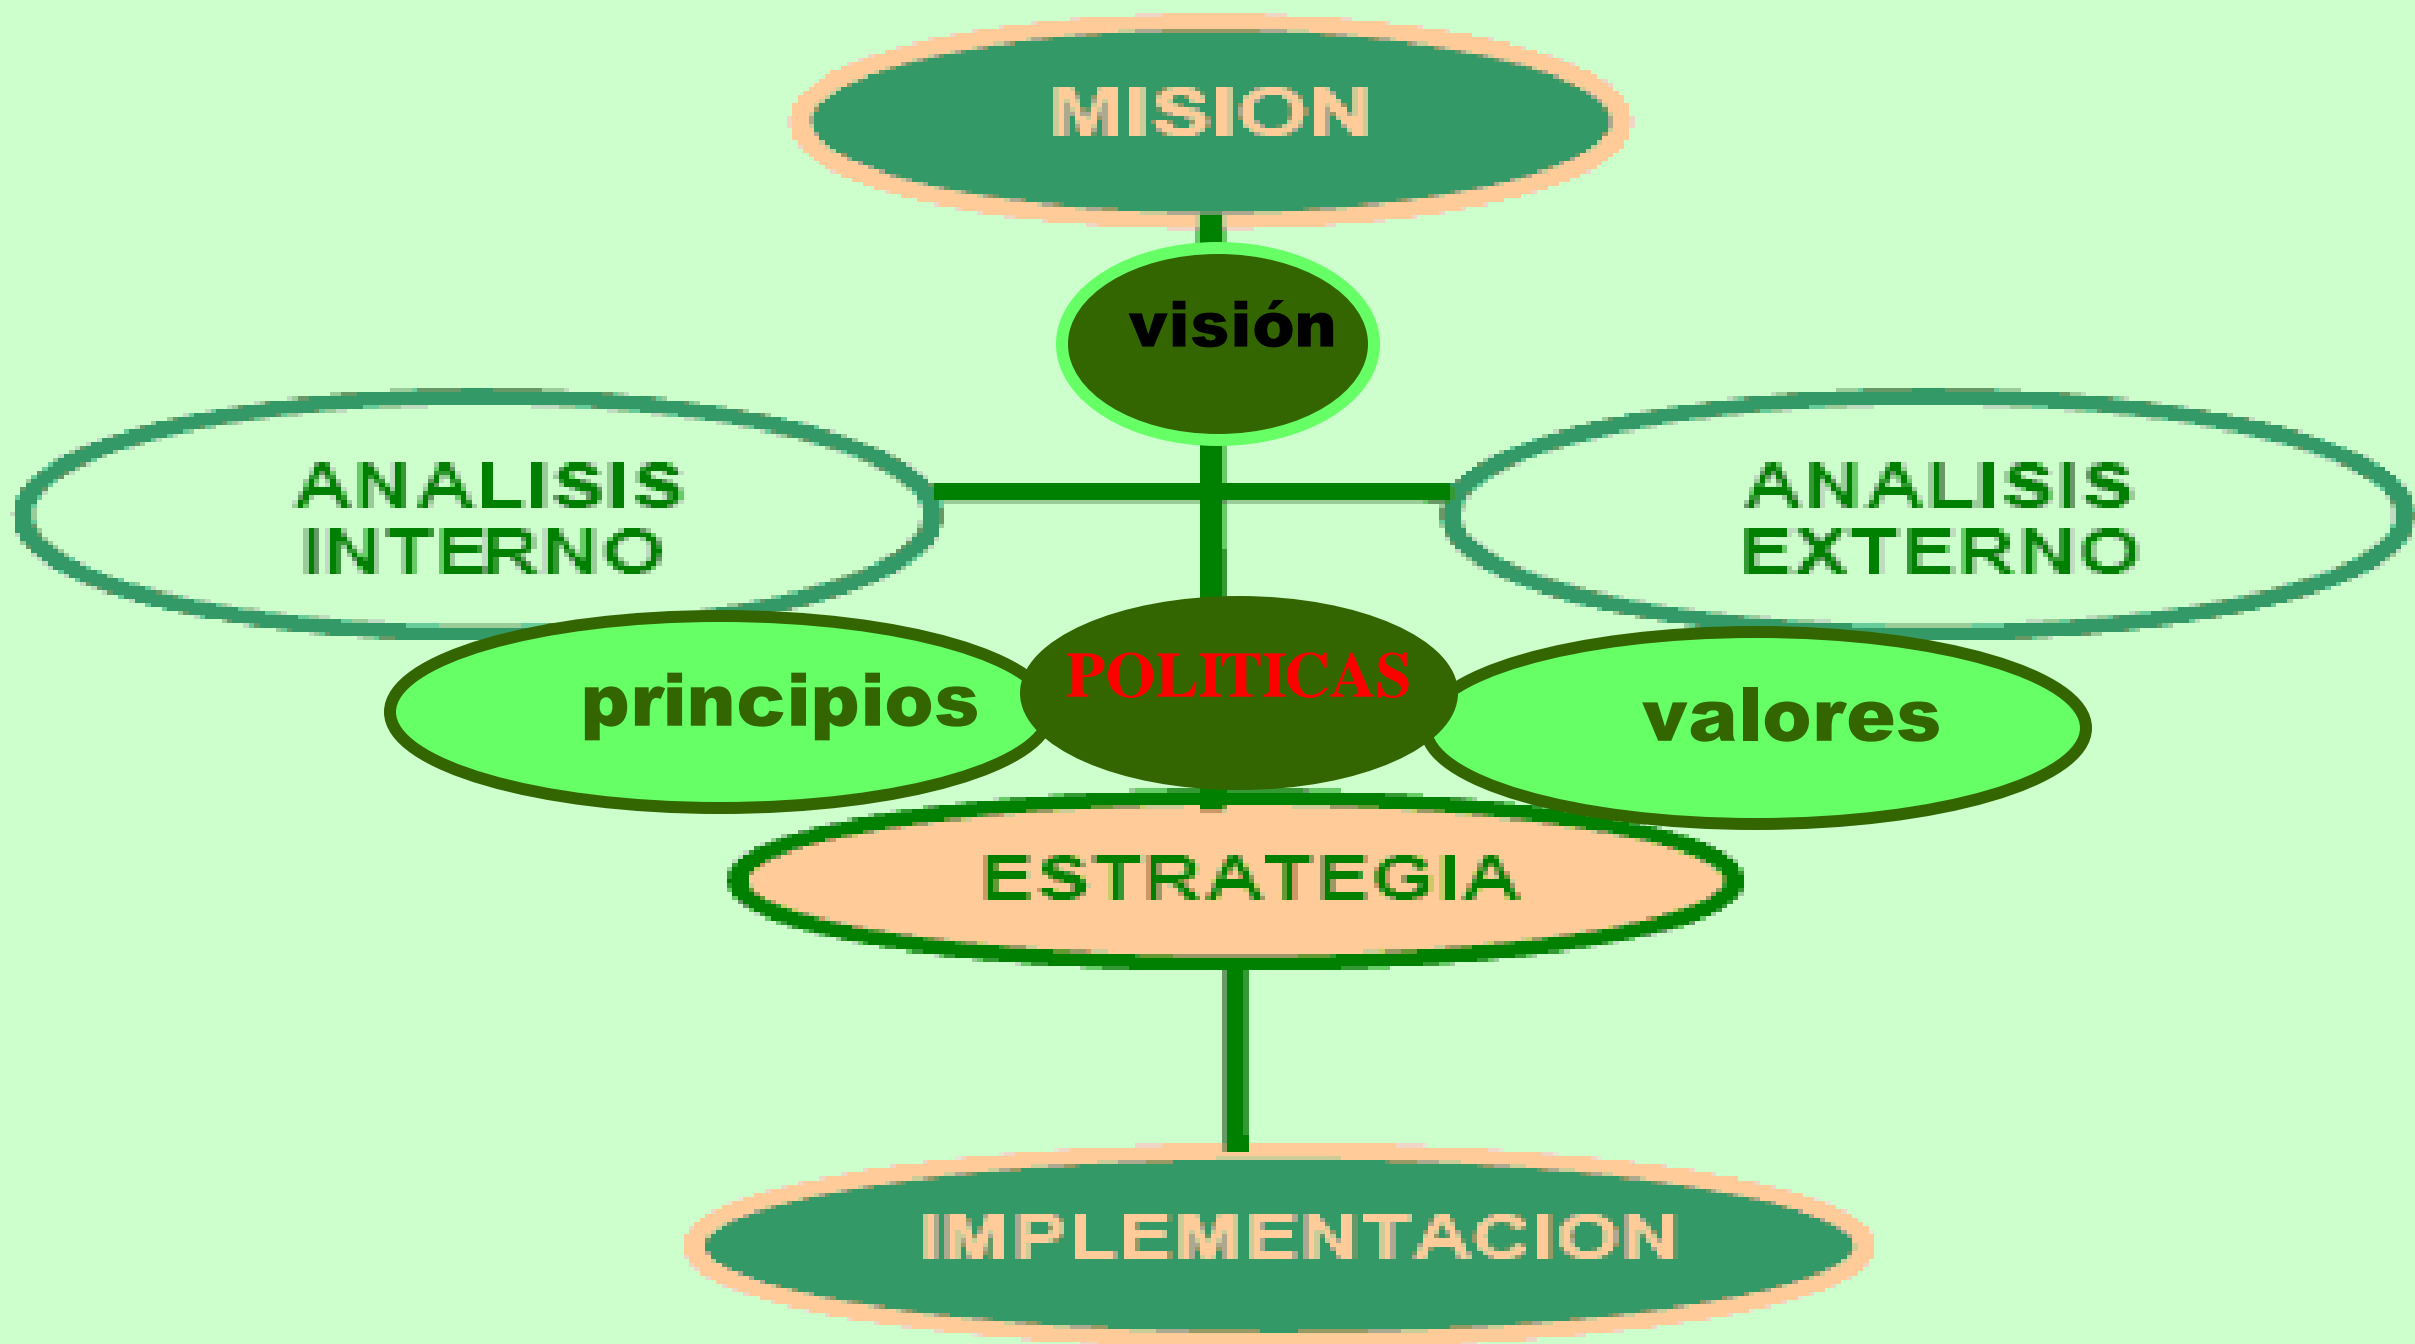 MISION
visión
ANALISIS
INTERNO
ANALISIS
EXTERNO
principios
POLITICAS
valores
ESTRATEGIA
IMPLEMENTACION